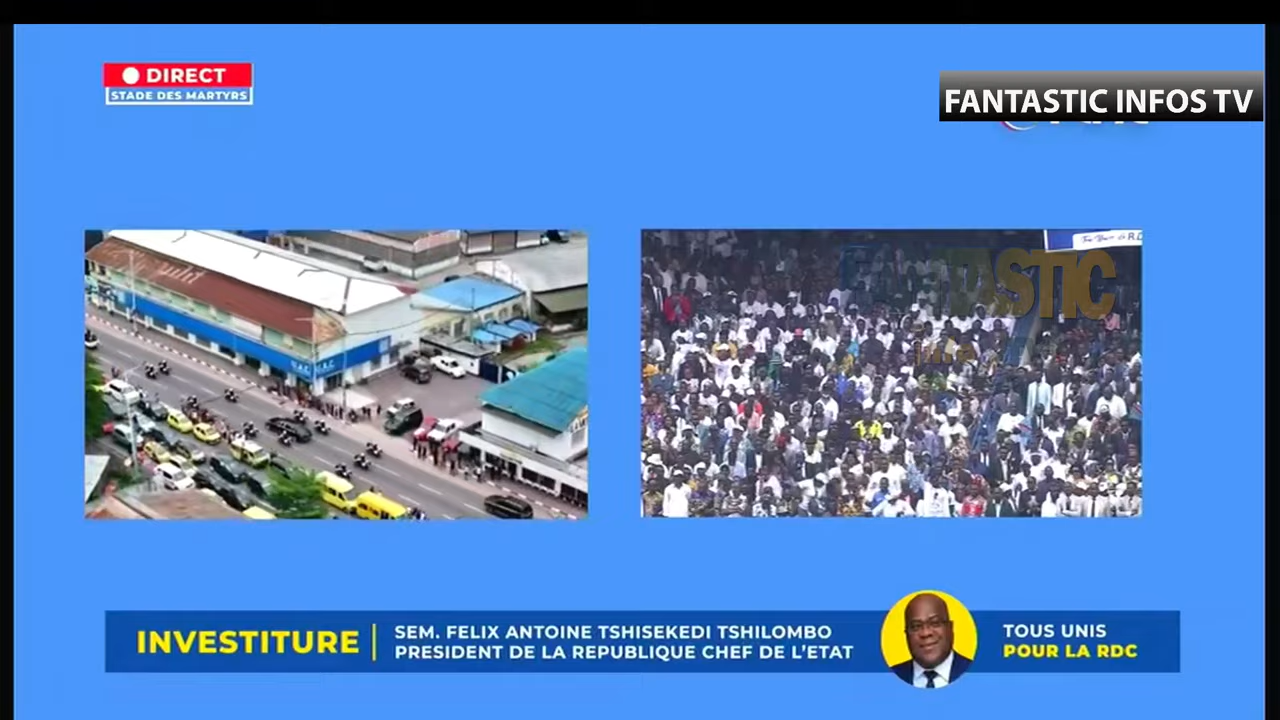 DIRECT
STADE DES MARTYRS
FANTASTIC INFOS TV
FANTASTIC
INVESTITURE
SEM. FELIX ANTOINE TSHISEKEDI TSHILOMBO
PRESIDENT DE LA REPUBLIQUE CHEF DE L'ETAT
TOUS UNIS
POUR LA RDC